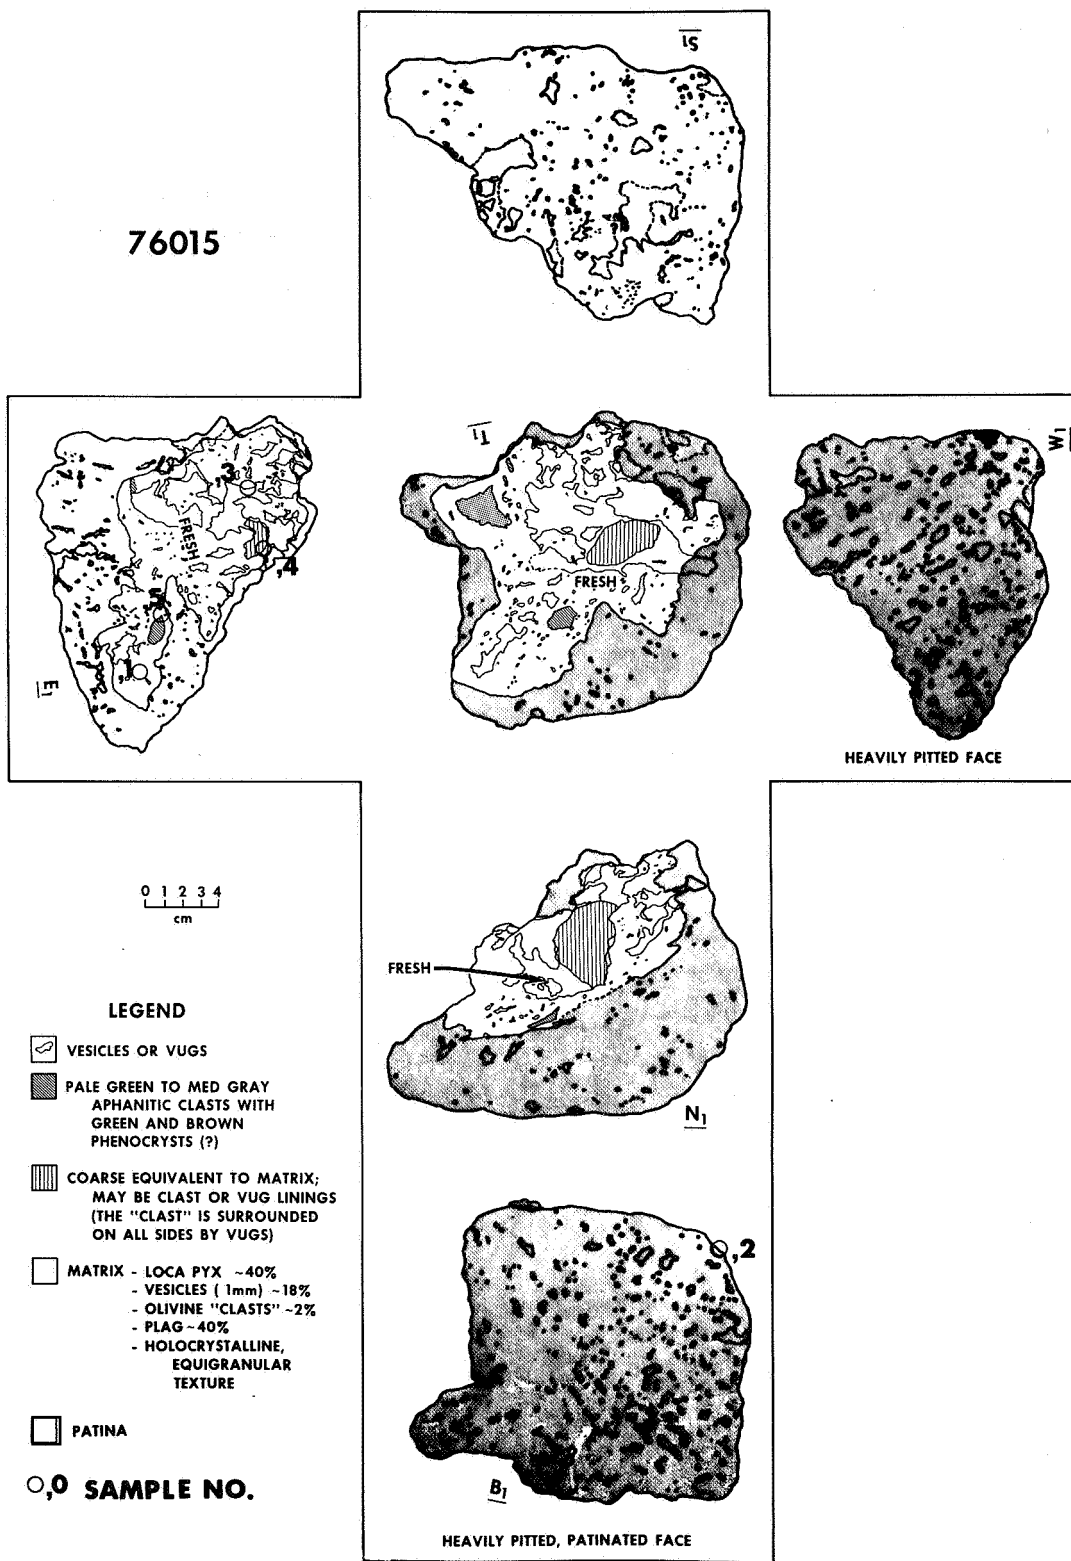 S1
76015
T1
W1
,3
FRESH
,4
FRESH
,5
,1
E1
HEAVILY PITTED FACE
0 1 2 3 4
cm
FRESH
N1
LEGEND
VESICLES OR VUGS
PALE GREEN TO MED GRAY
APHANITIC CLASTS WITH
GREEN AND BROWN
PHENOCRYSTS (?)
COARSE EQUIVALENT TO MATRIX;
MAY BE CLAST OR VUG LININGS
(THE "CLAST" IS SURROUNDED
ON ALL SIDES BY VUGS)
MATRIX - LOCA PYX ~40%
- VESICLES ( 1mm) ~18%
- OLIVINE "CLASTS" ~2%
- PLAG ~40%
- HOLOCRYSTALLINE,
EQUIGRANULAR
TEXTURE
PATINA
,0 SAMPLE NO.
,2
B1
HEAVILY PITTED, PATINATED FACE